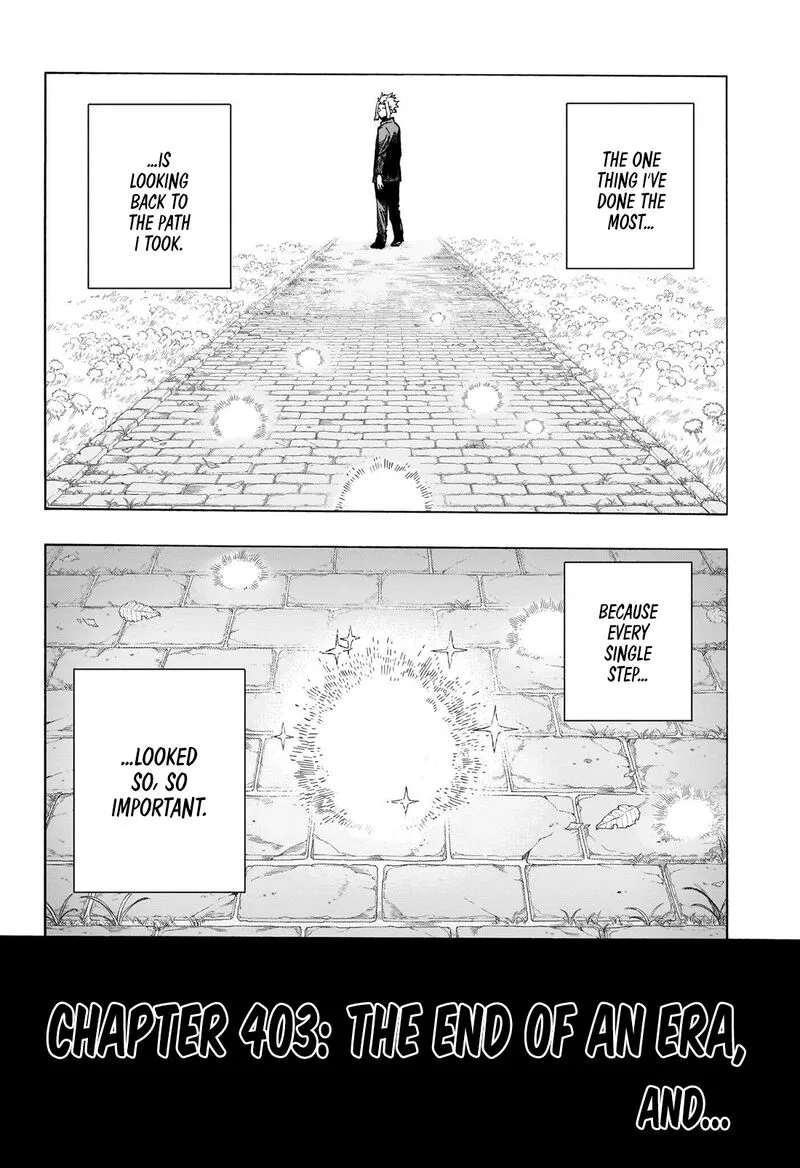 THE ONE
THING I'VE
DONE THE
MOST...
...IS
LOOKING
BACK TO
THE PATH
I TOOK.
BECAUSE
EVERY
SINGLE
STEP...
...LOOKED
SO, SO
IMPORTANT.
CHAPTER 403: THE END OF AN ERA,
AND...